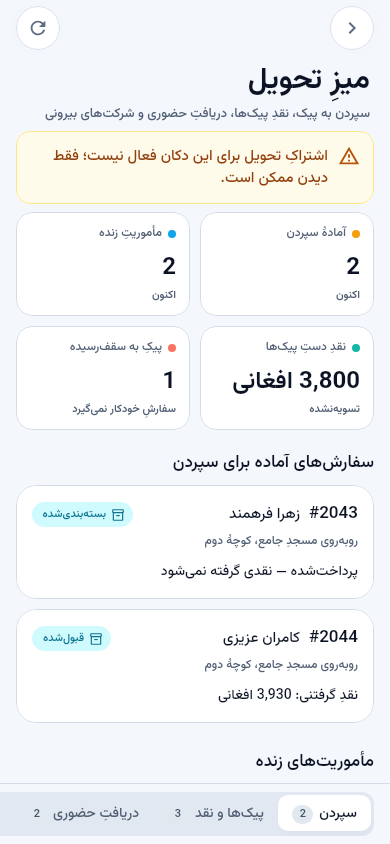 میزِ تحویل
سپردن به پیک، نقدِ پیک‌ها، دریافتِ حضوری و شرکت‌های بیرونی
اشتراکِ تحویل برای این دکان فعال نیست؛ فقط
دیدن ممکن است.
آمادهٔ سپردن
2
اکنون
مأموریتِ زنده
2
اکنون
نقدِ دستِ پیک‌ها
3,800 افغانی
تسویه‌نشده
پیکِ به سقف‌رسیده
1
سفارشِ خودکار نمی‌گیرد
سفارش‌های آماده برای سپردن
#2043 زهرا فرهمند
بسته‌بندی‌شده
روبه‌روی مسجدِ جامع، کوچهٔ دوم
پرداخت‌شده — نقدی گرفته نمی‌شود
#2044 کامران عزیزی
قبول‌شده
روبه‌روی مسجدِ جامع، کوچهٔ دوم
نقدِ گرفتنی: 3,930 افغانی
مأموریت‌های زنده
سپردن 2
پیک‌ها و نقد 3
دریافتِ حضوری 2